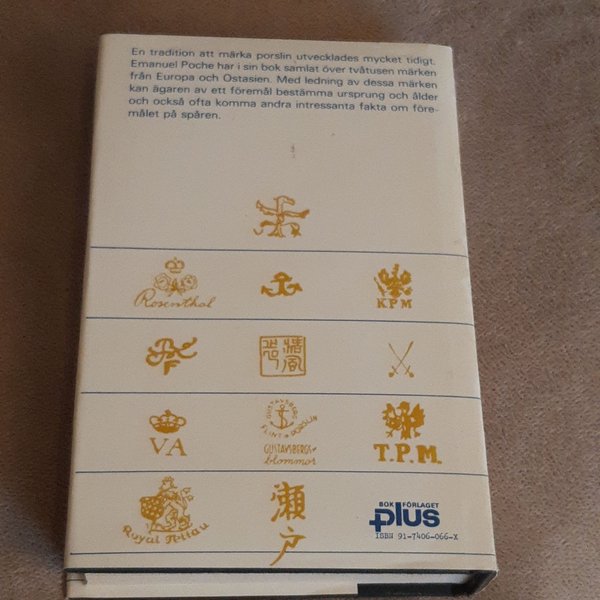 En tradition att märka porslin utvecklades mycket tidigt.
Emanuel Poche har i sin bok samlat över tvåtusen märken
från Europa och Ostasien. Med ledning av dessa märken
kan ägaren av ett föremål bestämma ursprung och ålder
och också ofta komma andra intressanta fakta om före-
målet på spåren.
Rosenthal
KPM
F
VA
GUSTAVSBERG
FLINT PORSLIN
GUSTAVSBERGS
blommor
T.P.M.
Royal
瀬戸
BOK FÖRLAGET
plus
ISBN 91-7406-066-X